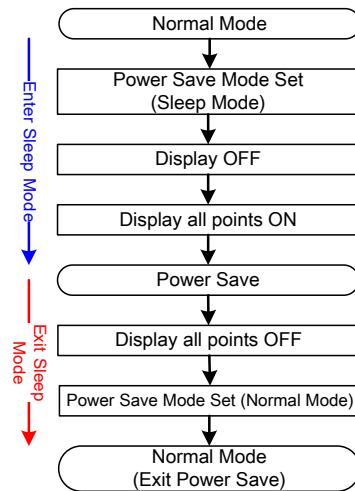 Normal Mode
Power Save Mode Set
(Sleep Mode)
Display OFF
Display all points ON
Power Save
Display all points OFF
Power Save Mode Set (Normal Mode)
Normal Mode
(Exit Power Save)
Enter Sleep Mode
Exit Sleep
Mode